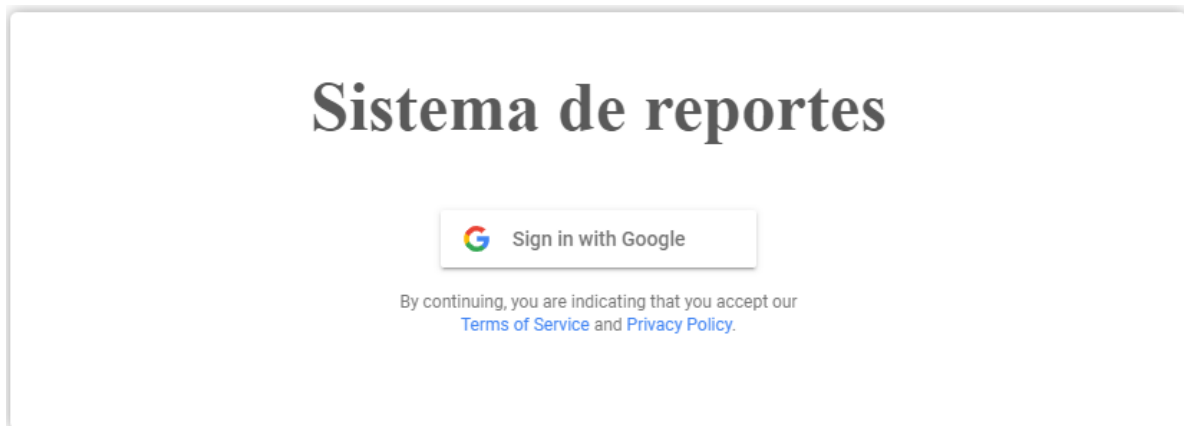 Sistema de reportes
Sign in with Google
By continuing, you are indicating that you accept our
Terms of Service and Privacy Policy.